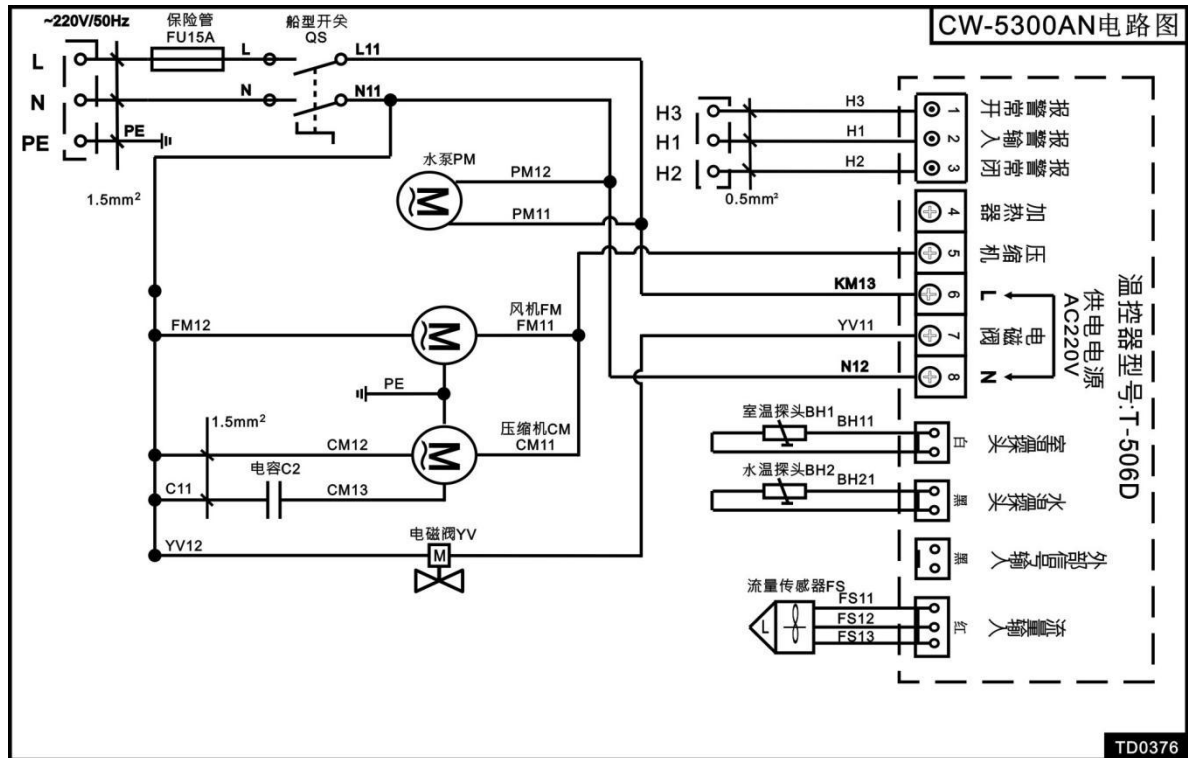 CW-5300AN电路图
~220V/50Hz
保险管
FU15A
船型开关
QS
L
L
L11
N
N
N11
PE
PE
1.5mm²
水泵PM
PM12
PM11
H3
H3
H1
H1
H2
H2
0.5mm²
1
报警常开
2
报警输入
3
报警常闭
4
加热器
5
压缩机
KM13
6
L
YV11
7
电磁阀
N12
8
N
供电电源
AC220V
温控器型号:T-506D
风机FM
FM12
M
FM11
PE
1.5mm²
压缩机CM
CM12
M
CM11
电容C2
C11
CM13
电磁阀YV
YV12
M
室温探头BH1
BH11
白
室温探头
水温探头BH2
BH21
黑
水温探头
黑
外部信号输入
流量传感器FS
L
FS11
FS12
FS13
红
流量输入
M
TD0376